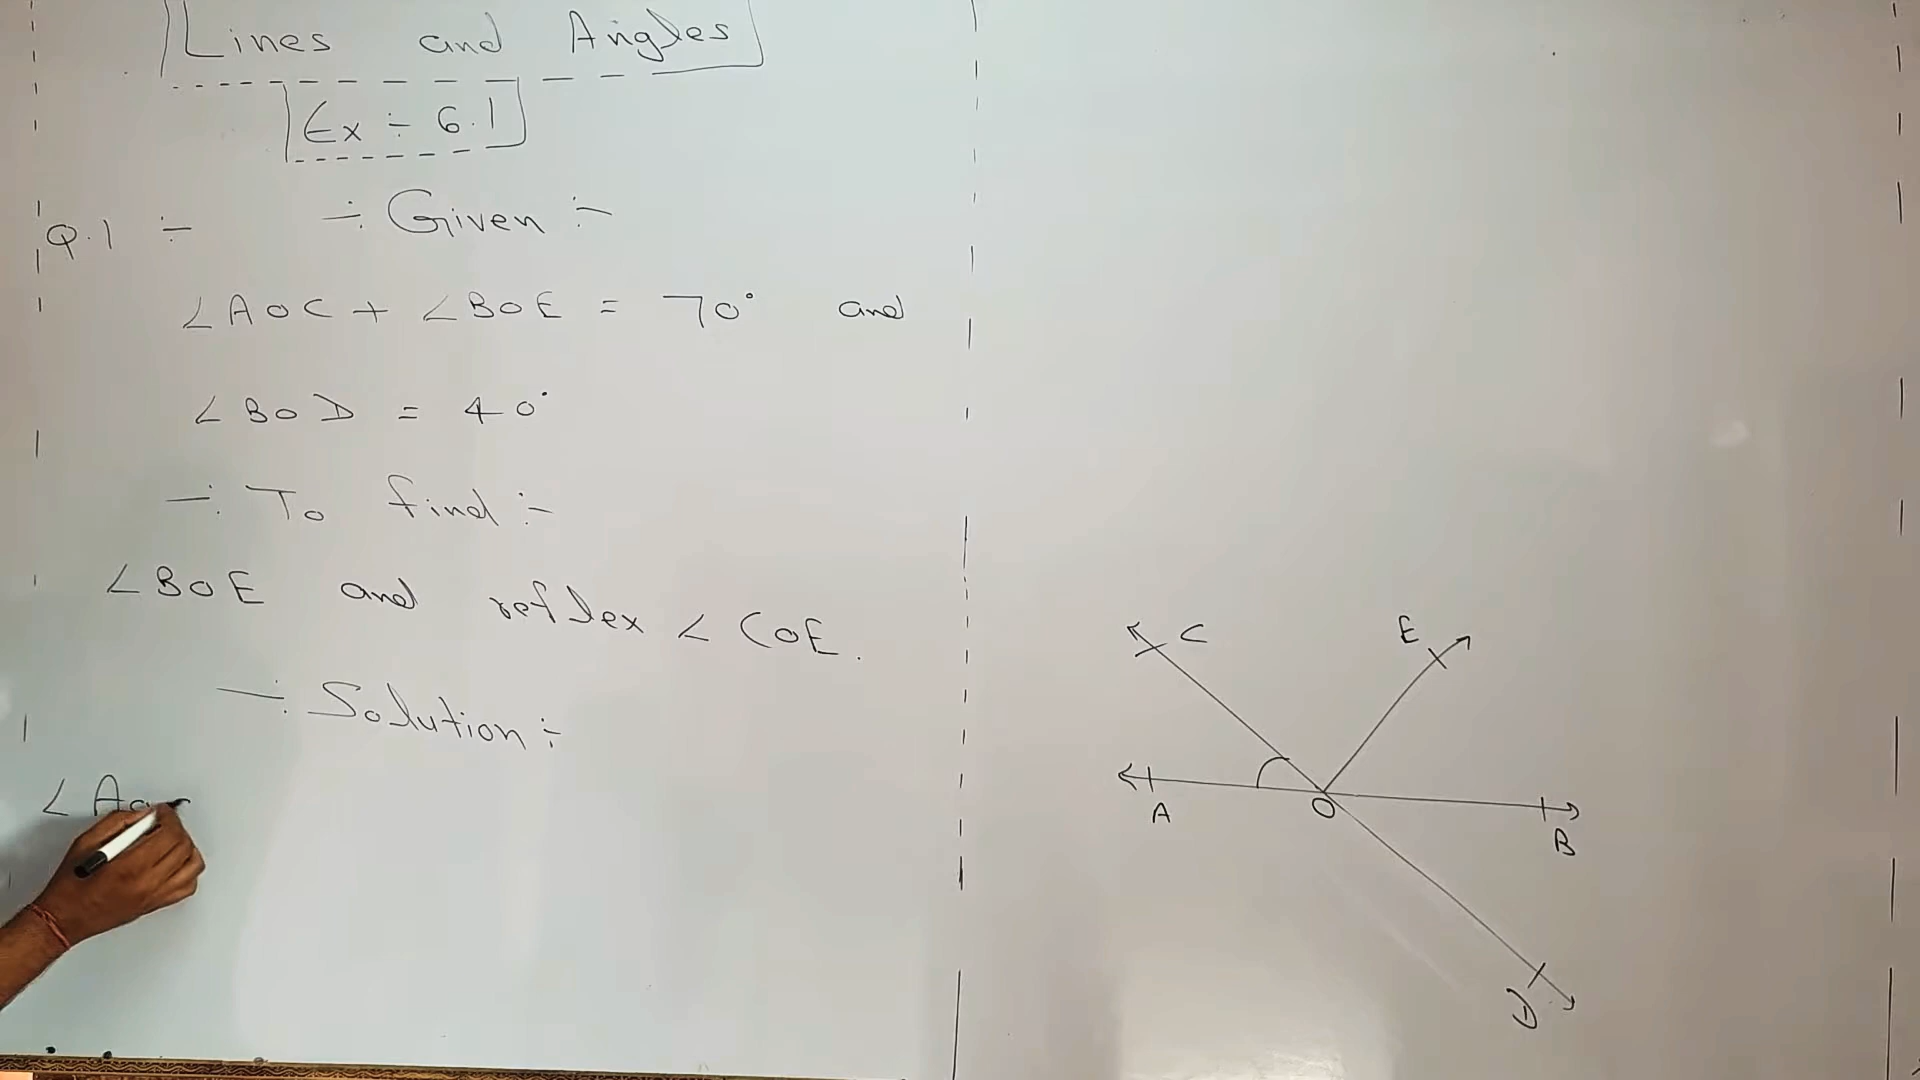 Lines and Angles
Ex ÷ 6.1
Q.1 ÷ ÷ Given :-
∠AOC + ∠BOE = 70° and
∠BOD = 40°
÷ To find :-
∠BOE and reflex ∠COE.
÷ Solution ÷
∠AO
C
E
A
O
B
D